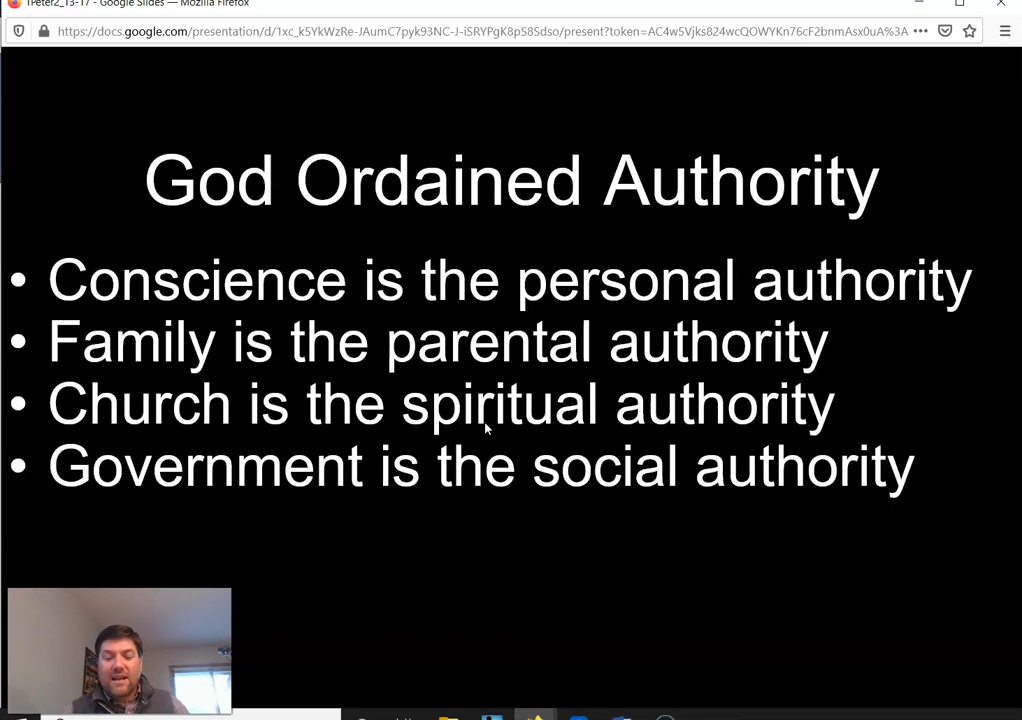 1Peter2_13-17 - Google Slides — Mozilla Firefox
https://docs.google.com/presentation/d/1xc_k5YkWzRe-JAumC7pyk93NC-J-iSRYPgK8pS8Sdso/present?token=AC4w5Vjks824wcQOWYKn76cF2bnmAsx0uA%3A
God Ordained Authority
• Conscience is the personal authority
• Family is the parental authority
• Church is the spiritual authority
• Government is the social authority